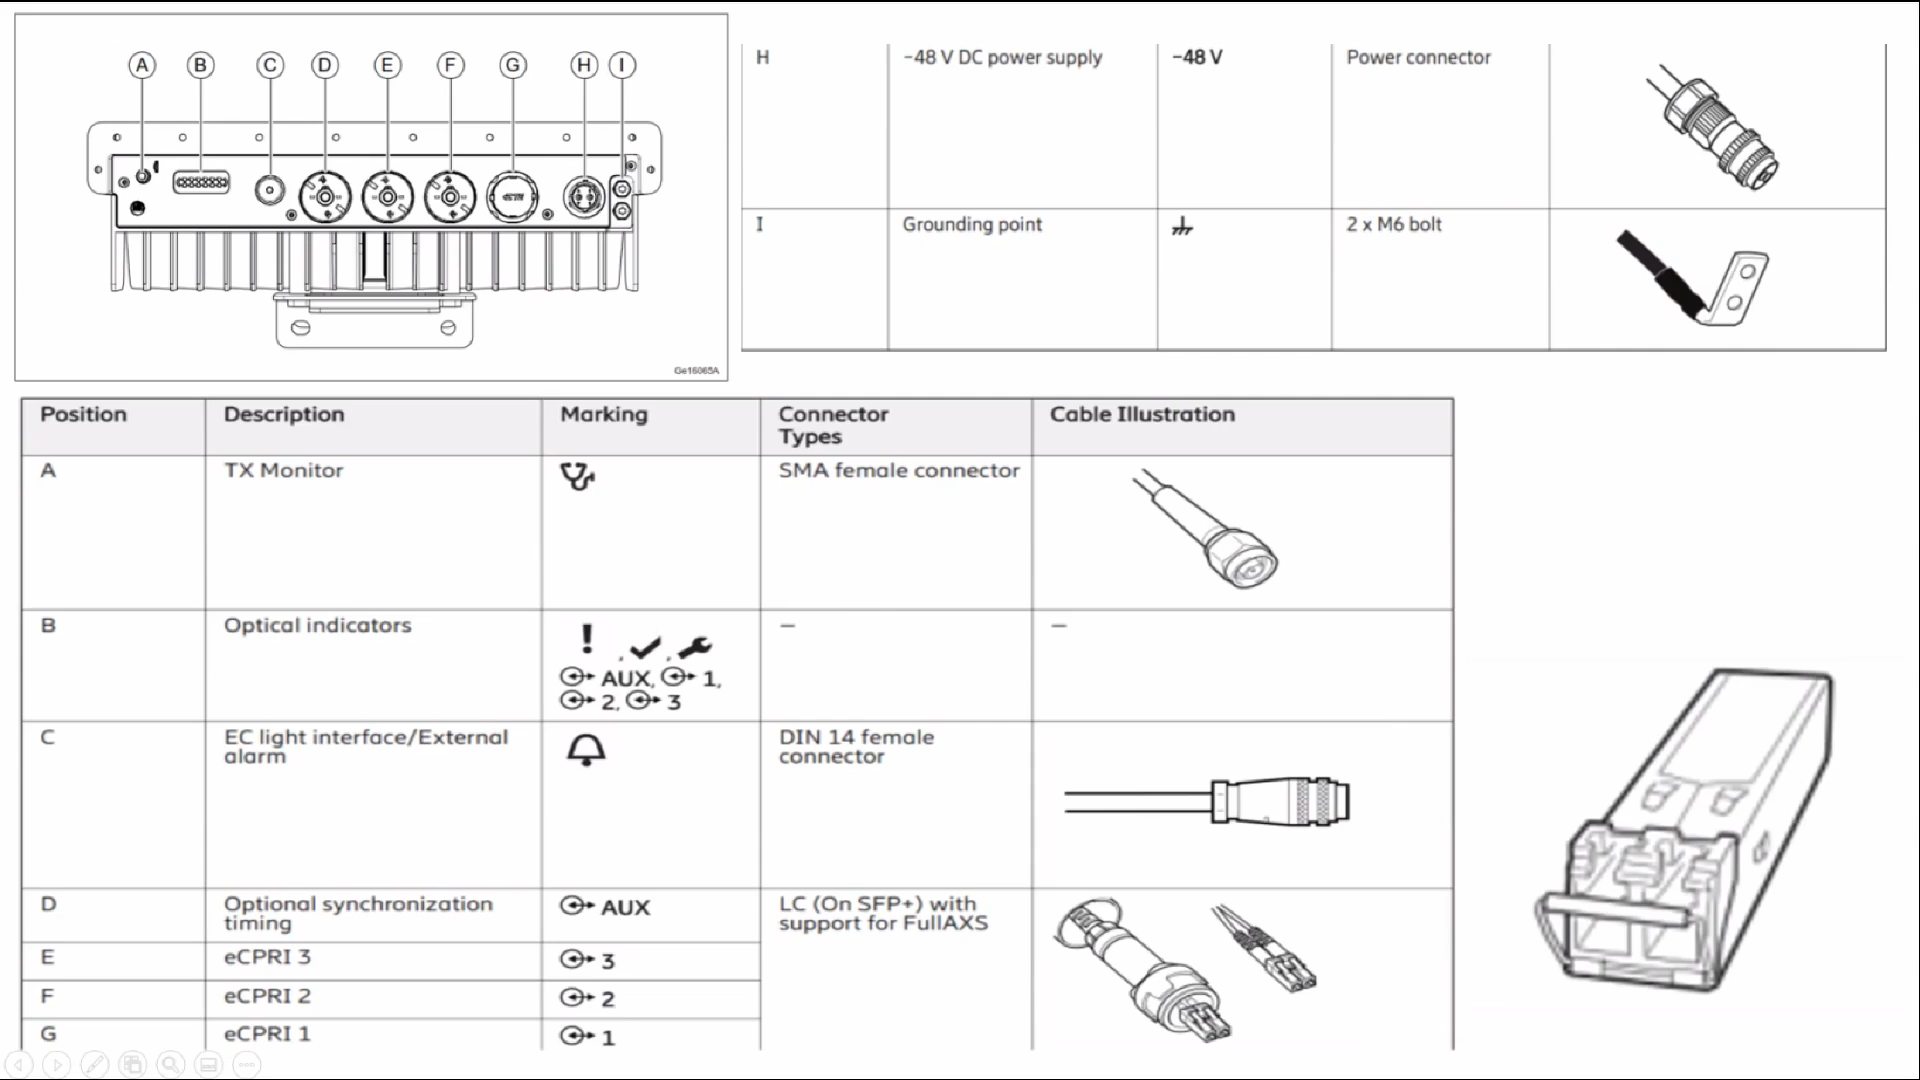 A B C D E F G H I
Ge16065A
H −48 V DC power supply −48 V Power connector
I Grounding point 2 x M6 bolt
Position Description Marking Connector Types Cable Illustration
A TX Monitor SMA female connector
B Optical indicators ! , , — —
AUX, 1,
2, 3
C EC light interface/External alarm DIN 14 female connector
D Optional synchronization timing AUX LC (On SFP+) with support for FullAXS
E eCPRI 3 3
F eCPRI 2 2
G eCPRI 1 1